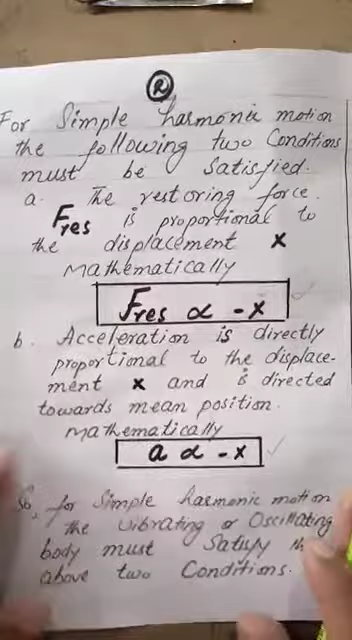 R
For Simple harmonic motion
the following two Conditions
must be Satisfied.
a. The restoring force
Fres is proportional to
the displacement x
Mathematically
Fres ∝ -x
b. Acceleration is directly
proportional to the displace-
ment x and is directed
towards mean position.
Mathematically
a ∝ -x
So, for Simple harmonic motion
the vibrating or Oscillating
body must Satisfy
above two Conditions.